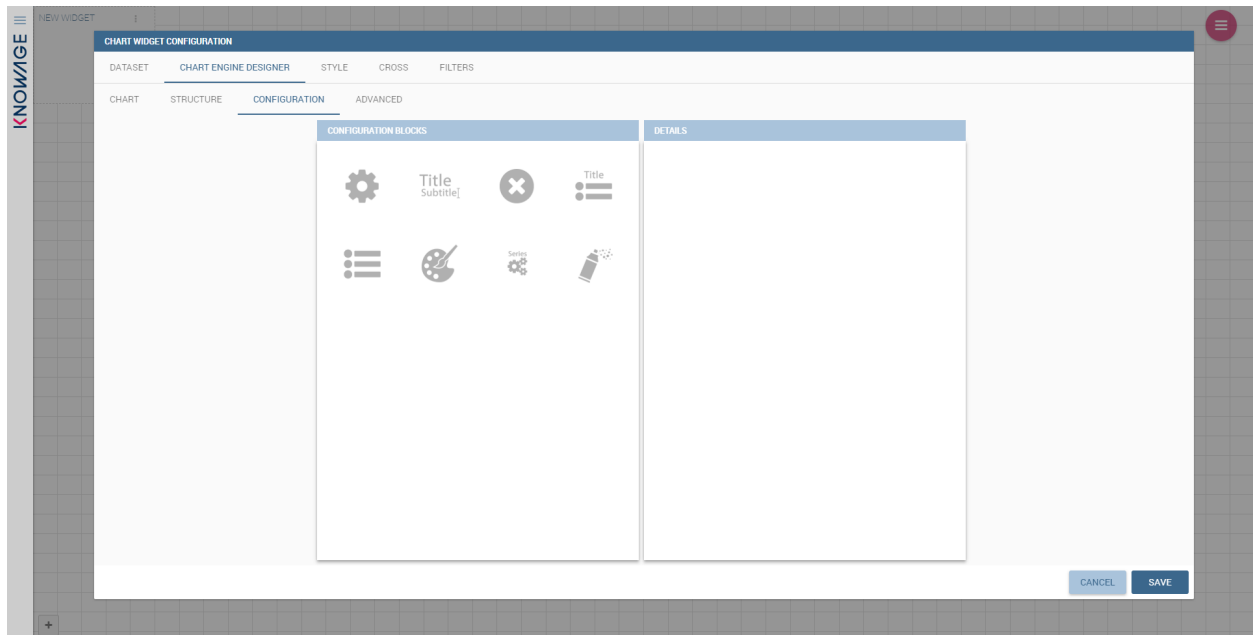 NEW WIDGET
KNOWAGE
CHART WIDGET CONFIGURATION
DATASET CHART ENGINE DESIGNER STYLE CROSS FILTERS
CHART STRUCTURE CONFIGURATION ADVANCED
CONFIGURATION BLOCKS
DETAILS
Title
Subtitle
Title
Series
CANCEL SAVE
+